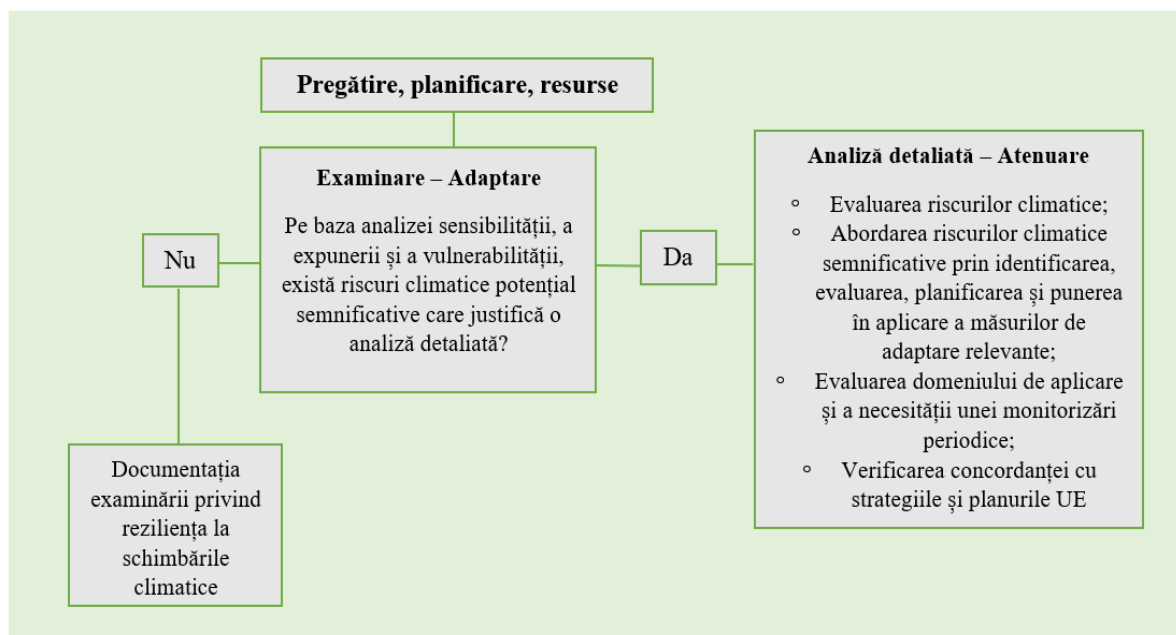 Pregătire, planificare, resurse
Examinare – Adaptare
Pe baza analizei sensibilității, a
expunerii și a vulnerabilității,
există riscuri climatice potențial
semnificative care justifică o
analiză detaliată?
Nu
Documentația
examinării privind
reziliența la
schimbările
climatice
Da
Analiză detaliată – Atenuare
∘ Evaluarea riscurilor climatice;
∘ Abordarea riscurilor climatice
semnificative prin identificarea,
evaluarea, planificarea și punerea
în aplicare a măsurilor de
adaptare relevante;
∘ Evaluarea domeniului de aplicare
și a necesității unei monitorizări
periodice;
∘ Verificarea concordanței cu
strategiile și planurile UE